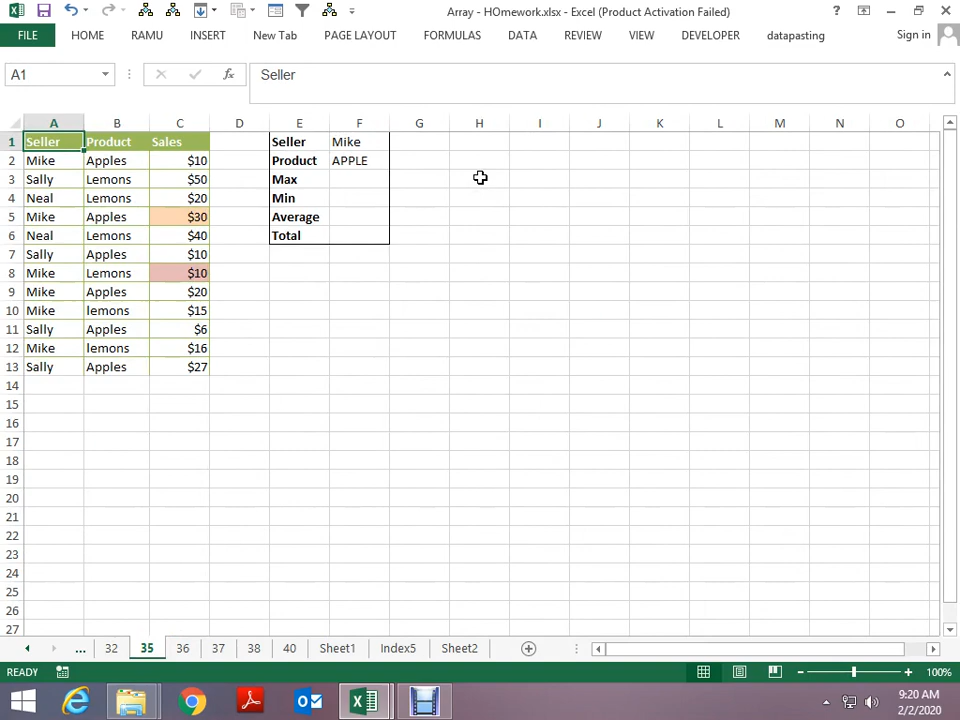 Array - HOmework.xlsx - Excel (Product Activation Failed)
FILE HOME RAMU INSERT New Tab PAGE LAYOUT FORMULAS DATA REVIEW VIEW DEVELOPER datapasting Sign in
A1 fx Seller
A B C D E F G H I J K L M N O
1 Seller Product Sales Seller Mike
2 Mike Apples $10 Product APPLE
3 Sally Lemons $50 Max
4 Neal Lemons $20 Min
5 Mike Apples $30 Average
6 Neal Lemons $40 Total
7 Sally Apples $10
8 Mike Lemons $10
9 Mike Apples $20
10 Mike lemons $15
11 Sally Apples $6
12 Mike lemons $16
13 Sally Apples $27
14
15
16
17
18
19
20
21
22
23
24
25
26
27
... 32 35 36 37 38 40 Sheet1 Index5 Sheet2
READY 100%
9:20 AM
2/2/2020